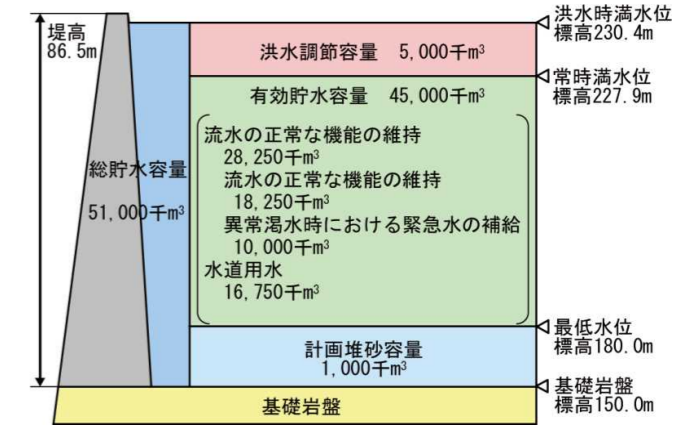 堤高
86.5m
総貯水容量
51,000千m³
洪水調節容量 5,000千m³
有効貯水容量 45,000千m³
流水の正常な機能の維持
28,250千m³
流水の正常な機能の維持
18,250千m³
異常渇水時における緊急水の補給
10,000千m³
水道用水
16,750千m³
計画堆砂容量
1,000千m³
基礎岩盤
洪水時満水位
標高230.4m
常時満水位
標高227.9m
最低水位
標高180.0m
基礎岩盤
標高150.0m